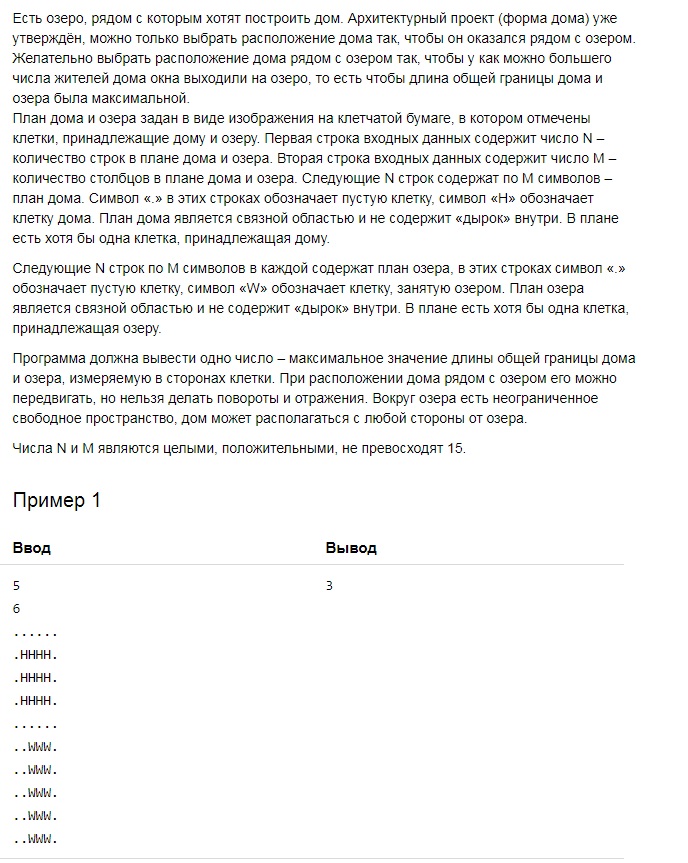 Есть озеро, рядом с которым хотят построить дом. Архитектурный проект (форма дома) уже
утверждён, можно только выбрать расположение дома так, чтобы он оказался рядом с озером.
Желательно выбрать расположение дома рядом с озером так, чтобы у как можно большего
числа жителей дома окна выходили на озеро, то есть чтобы длина общей границы дома и
озера была максимальной.
План дома и озера задан в виде изображения на клетчатой бумаге, в котором отмечены
клетки, принадлежащие дому и озеру. Первая строка входных данных содержит число N –
количество строк в плане дома и озера. Вторая строка входных данных содержит число M –
количество столбцов в плане дома и озера. Следующие N строк содержат по M символов –
план дома. Символ «.» в этих строках обозначает пустую клетку, символ «H» обозначает
клетку дома. План дома является связной областью и не содержит «дырок» внутри. В плане
есть хотя бы одна клетка, принадлежащая дому.
Следующие N строк по M символов в каждой содержат план озера, в этих строках символ «.»
обозначает пустую клетку, символ «W» обозначает клетку, занятую озером. План озера
является связной областью и не содержит «дырок» внутри. В плане есть хотя бы одна клетка,
принадлежащая озеру.
Программа должна вывести одно число – максимальное значение длины общей границы дома
и озера, измеряемую в сторонах клетки. При расположении дома рядом с озером его можно
передвигать, но нельзя делать повороты и отражения. Вокруг озера есть неограниченное
свободное пространство, дом может располагаться с любой стороны от озера.
Числа N и M являются целыми, положительными, не превосходят 15.
Пример 1
Ввод Вывод
5 3
6
......
.HHHH.
.HHHH.
.HHHH.
......
..WWW.
..WWW.
..WWW.
..WWW.
..WWW.